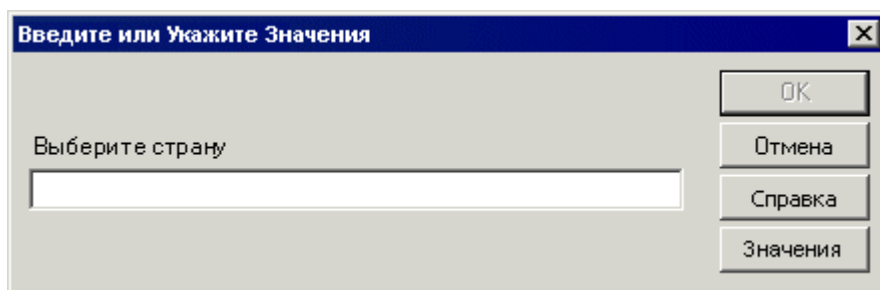 Введите или Укажите Значения
OK
Выберите страну
Отмена
Справка
Значения